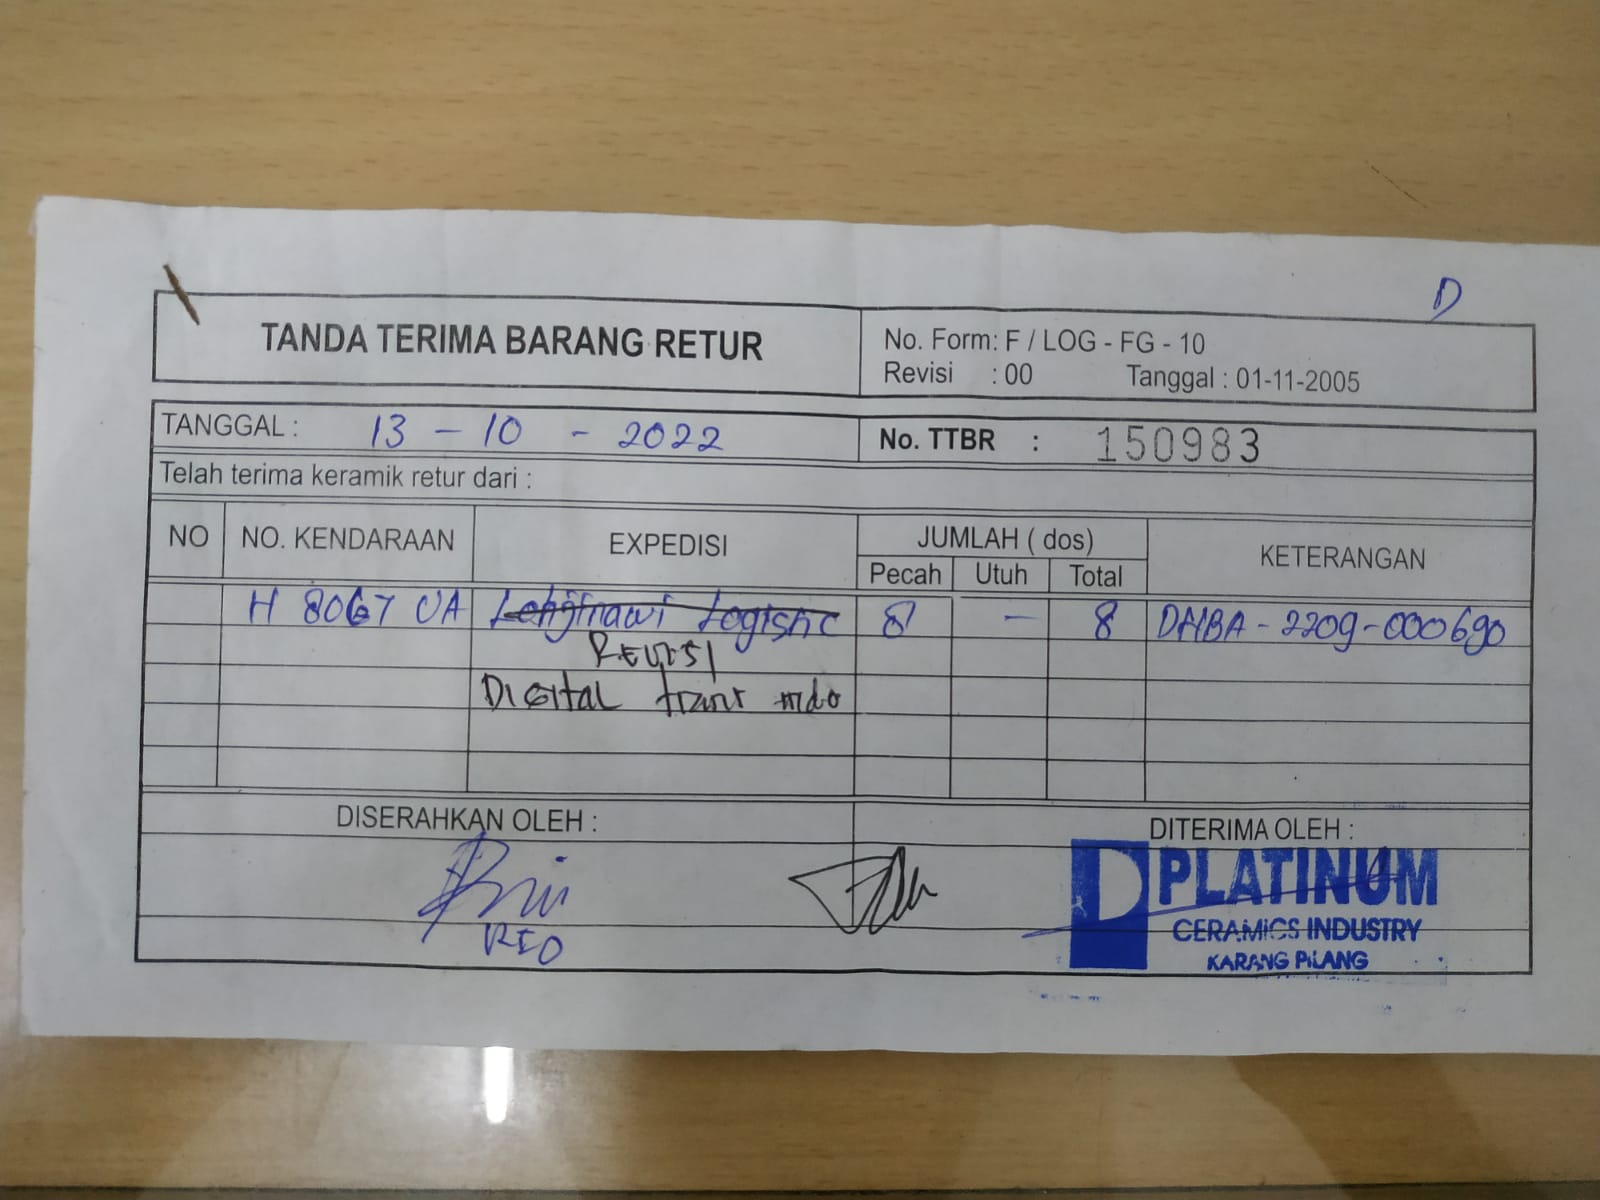 D
TANDA TERIMA BARANG RETUR
No. Form: F / LOG - FG - 10
Revisi : 00 Tanggal : 01-11-2005
TANGGAL : 13 - 10 - 2022
No. TTBR : 150983
Telah terima keramik retur dari :
NO NO. KENDARAAN EXPEDISI JUMLAH ( dos) KETERANGAN
Pecah Utuh Total
H 8067 UA Logistic 8 - 8 DHBA - 2209 - 000690
REVISI
Digital trans indo
DISERAHKAN OLEH :
DITERIMA OLEH :
REO
PLATINUM
CERAMICS INDUSTRY
KARANG PILANG